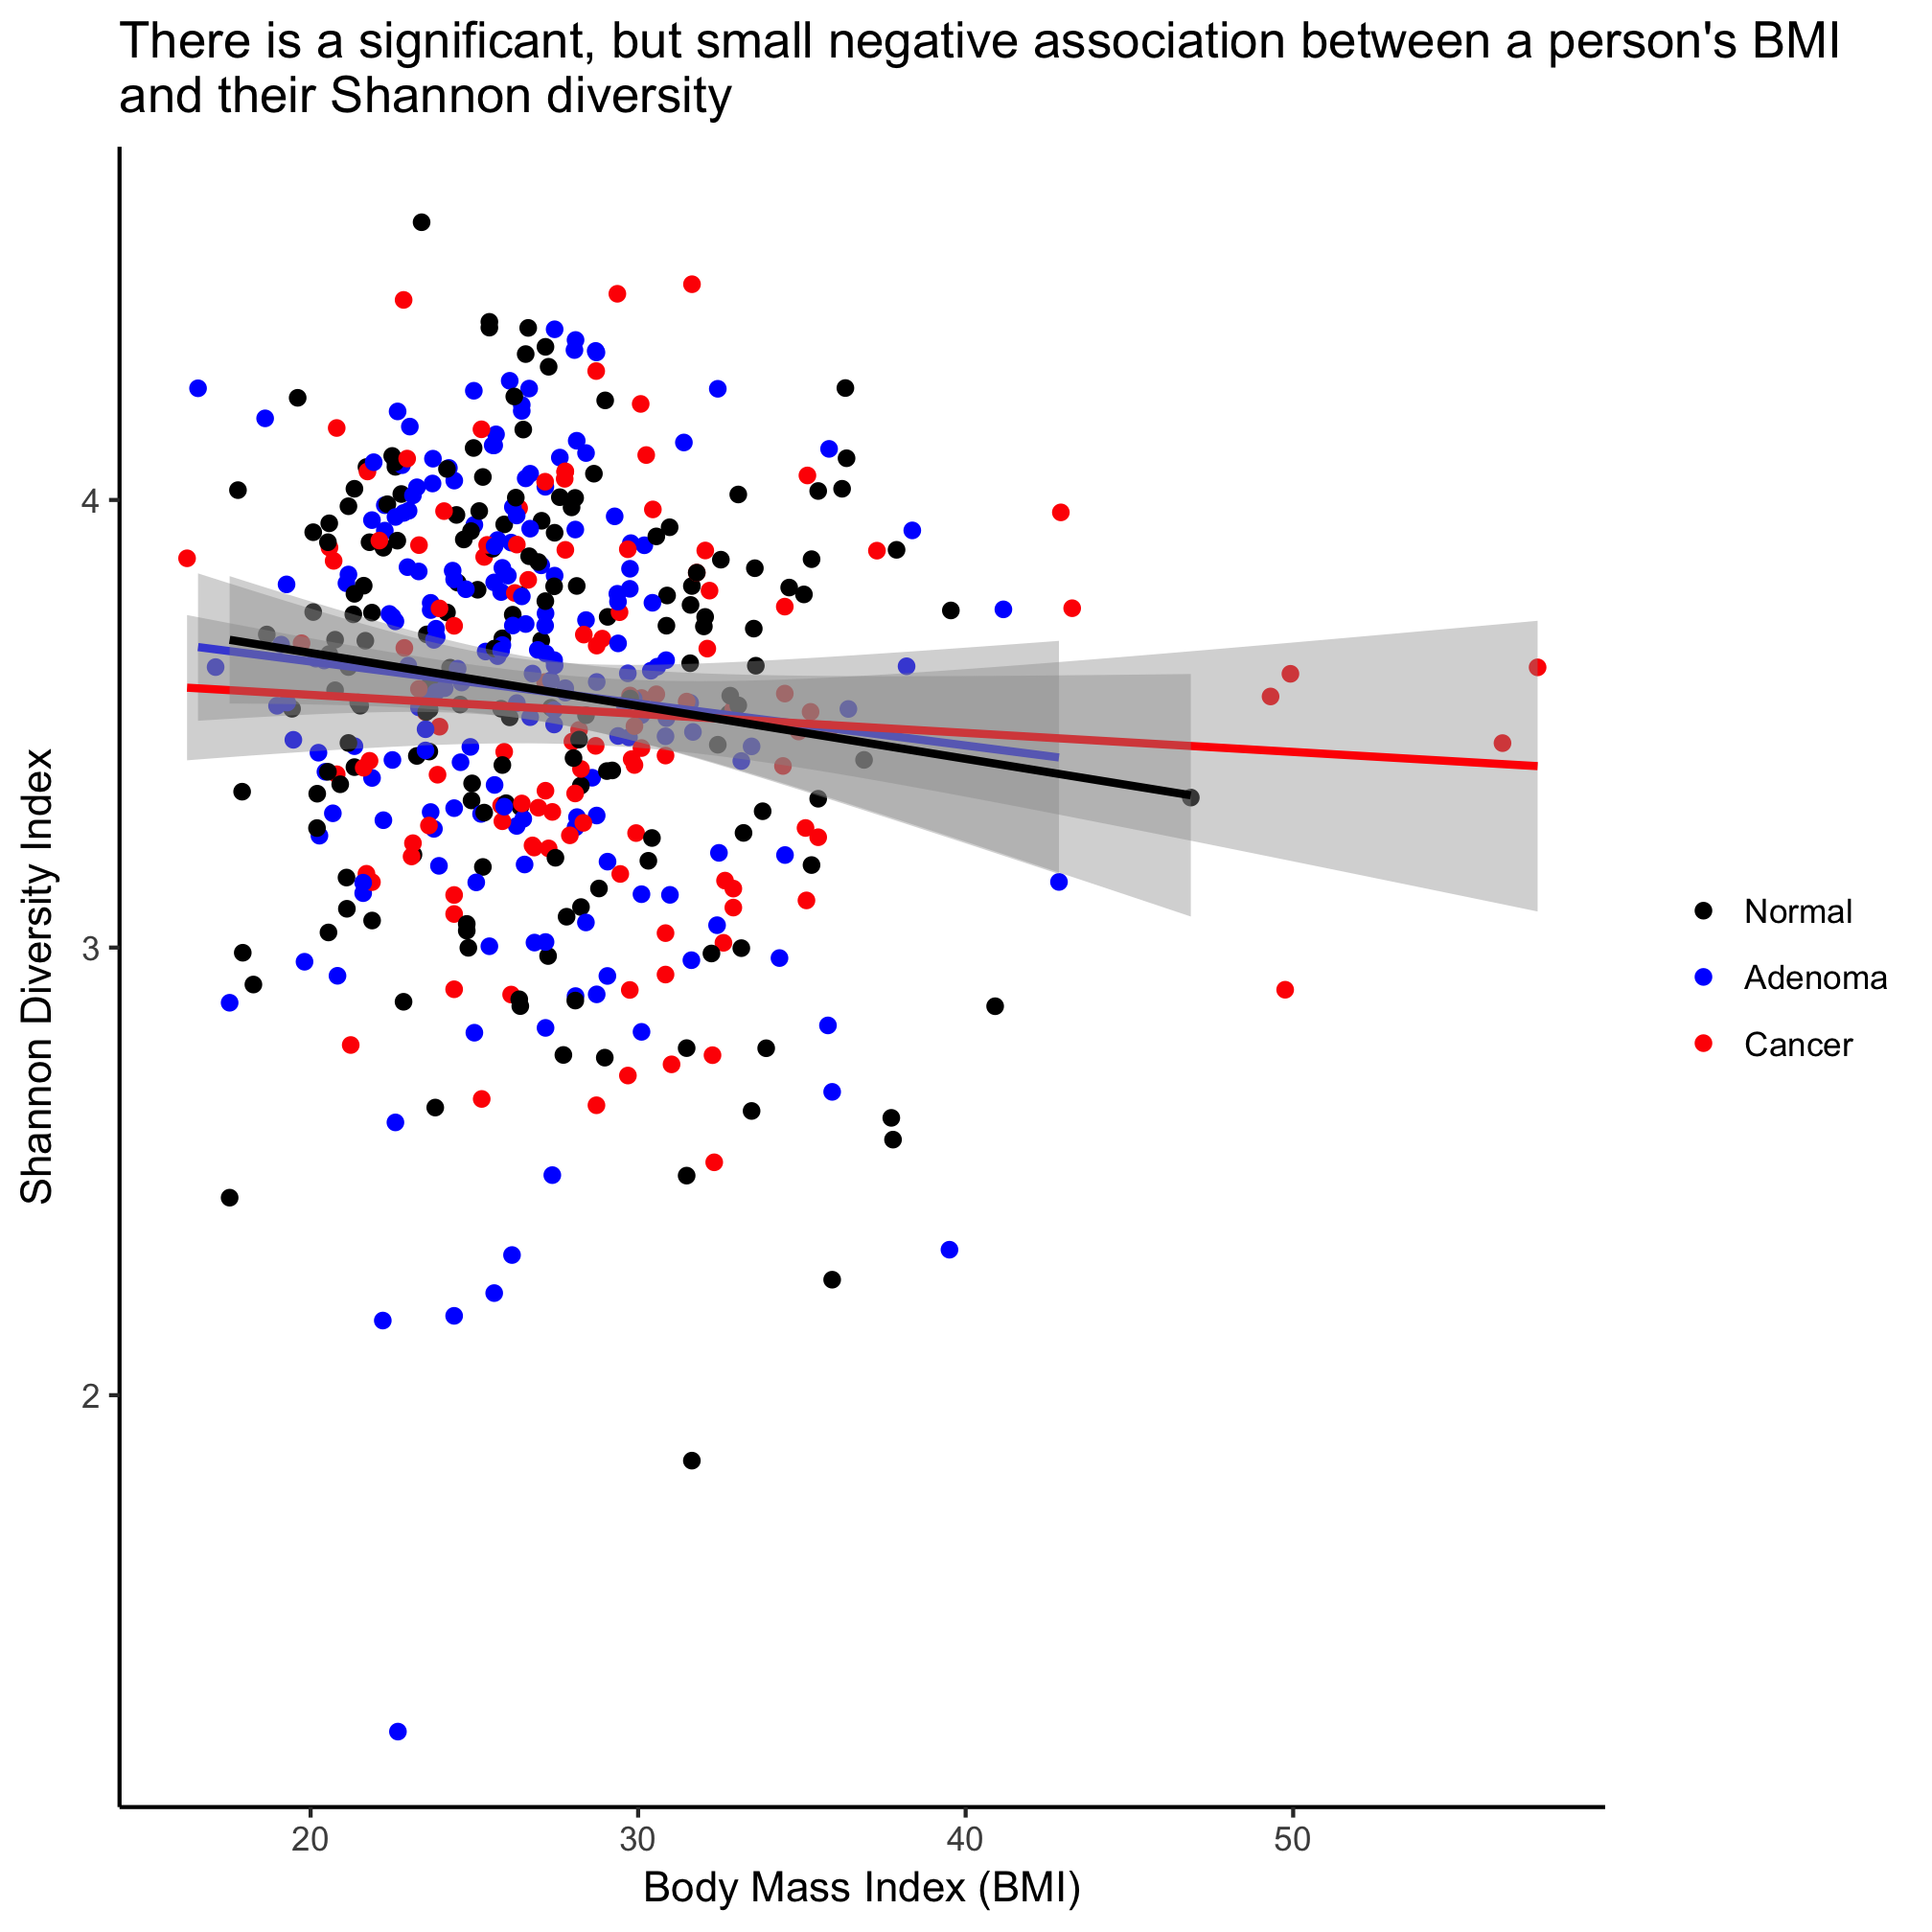 There is a significant, but small negative association between a person's BMI
and their Shannon diversity
Shannon Diversity Index
4
3
2
20
30
40
50
Body Mass Index (BMI)
Normal
Adenoma
Cancer